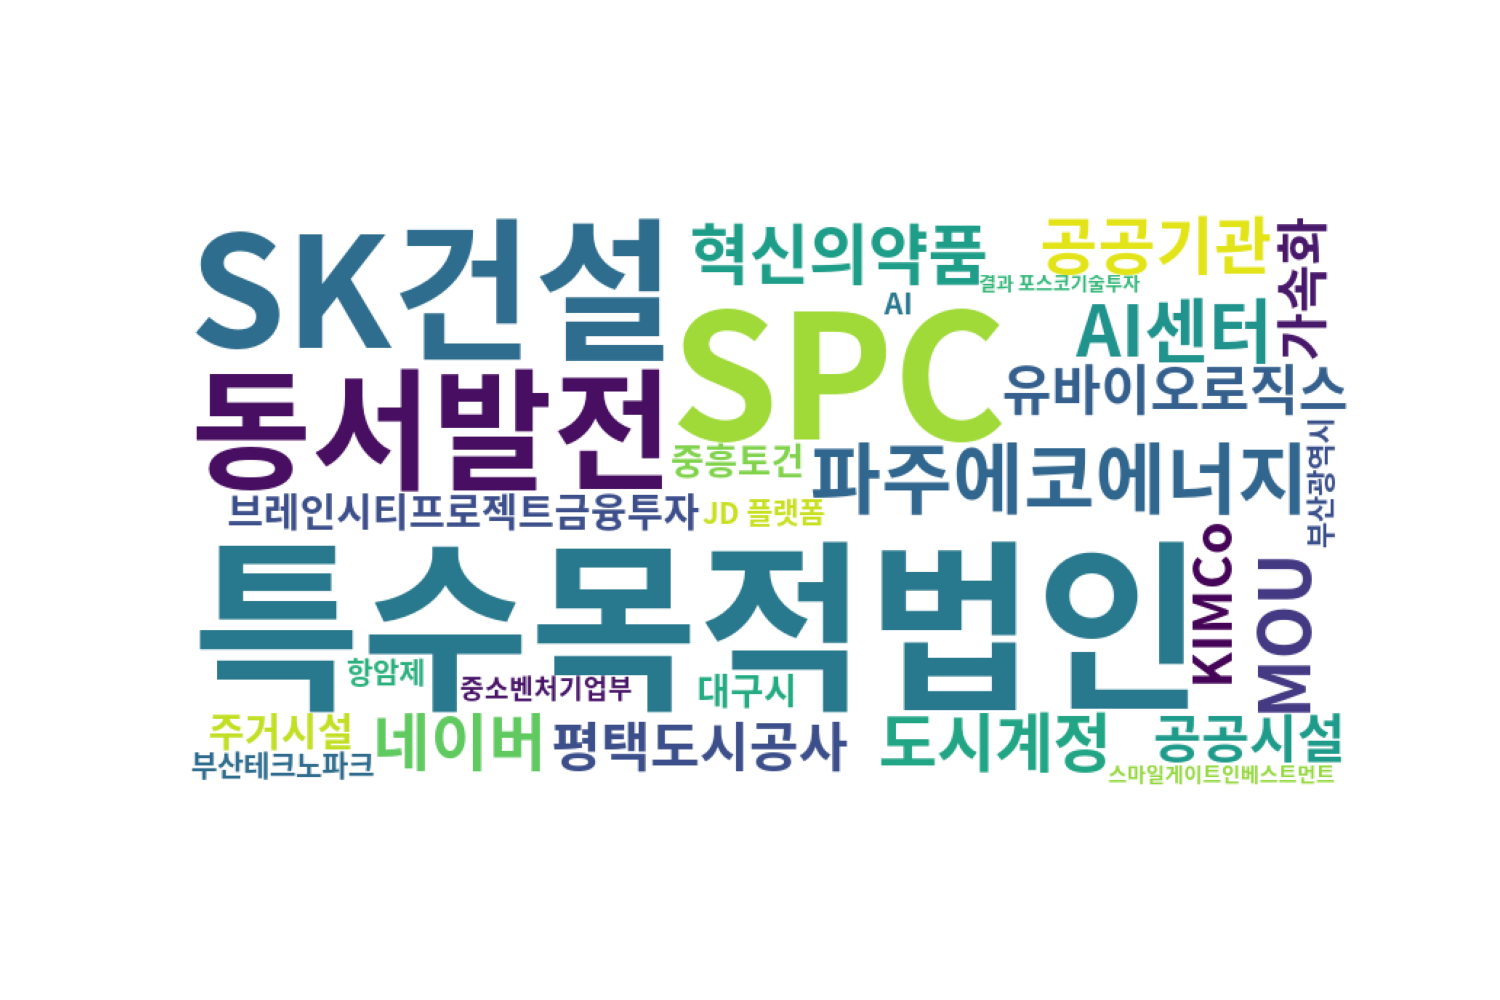 SK건설
혁신의약품
공공기관
가속화
결과 포스코기술투자
AI
SPC
AI센터
동서발전
유바이오로직스
중흥토건
파주에코에너지
부산광역시
브레인시티프로젝트금융투자
JD 플랫폼
특수목적법인
KIMCo
MOU
항암제
중소벤처기업부
대구시
주거시설
네이버
평택도시공사
도시계정
공공시설
부산테크노파크
스마일게이트인베스트먼트